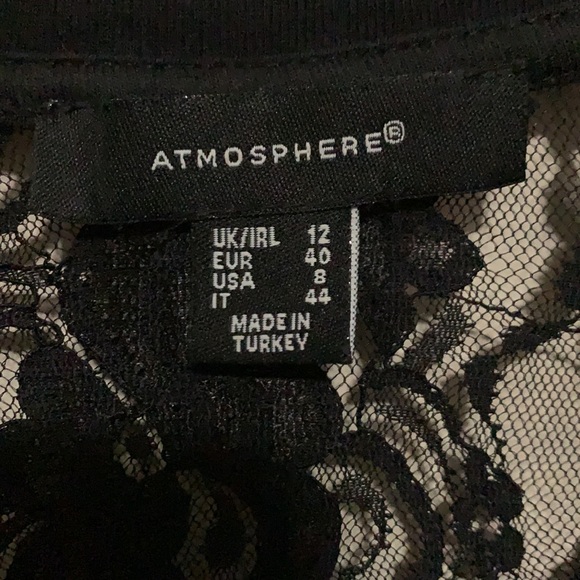 ATMOSPHERE®
UK/IRL 12
EUR 40
USA 8
IT 44
MADE IN
TURKEY